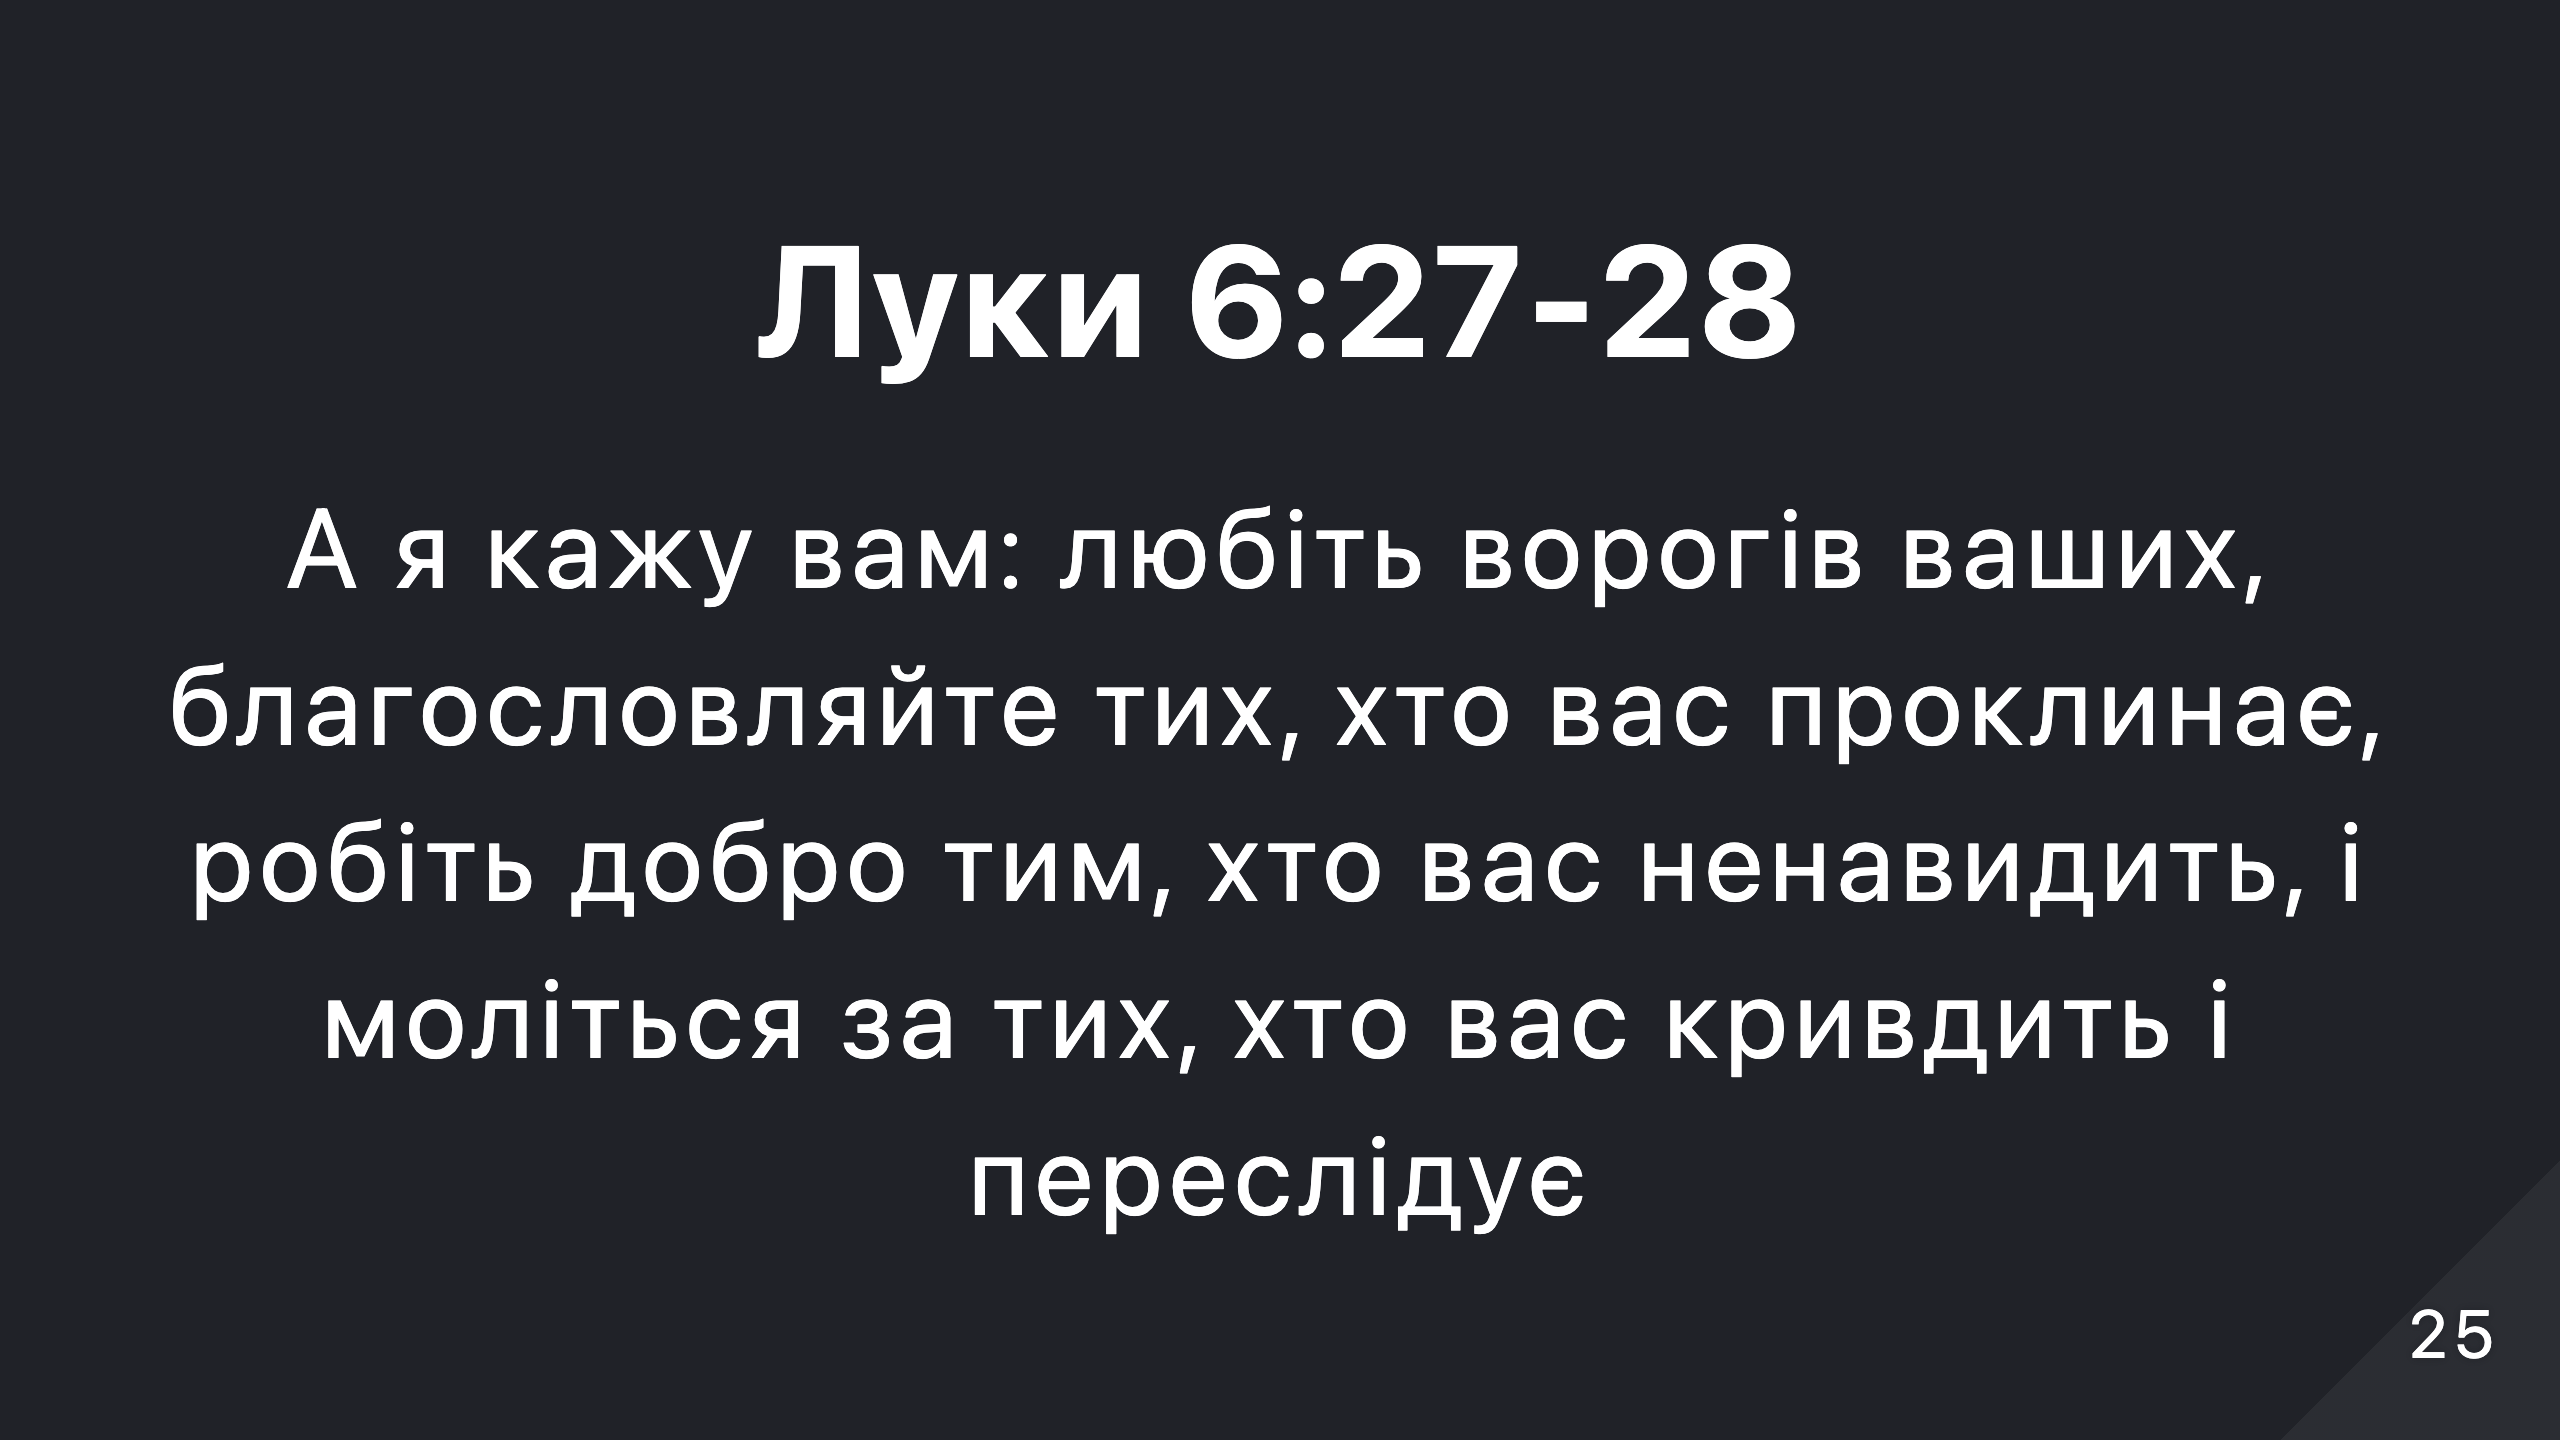 Луки 6:27-28
А я кажу вам: любіть ворогів ваших,
благословляйте тих, хто вас проклинає,
робіть добро тим, хто вас ненавидить, і
моліться за тих, хто вас кривдить і
переслідує
25